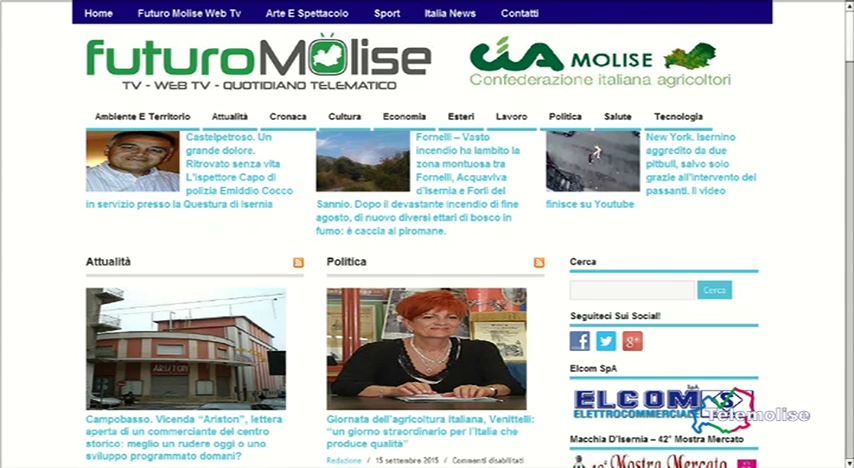 Home Futuro Molise Web Tv Arte E Spettacolo Sport Italia News Contatti
futuroMolise
TV - WEB TV - QUOTIDIANO TELEMATICO
CIA MOLISE
Confederazione italiana agricoltori
Ambiente E Territorio Attualità Cronaca Cultura Economia Esteri Lavoro Politica Salute Tecnologia
Castelpetroso. Un
grande dolore.
Ritrovato senza vita
L'ispettore Capo di
polizia Emiddio Cocco
in servizio presso la Questura di Isernia
Fornelli – Vasto
incendio ha lambito la
zona montuosa tra
Fornelli, Acquaviva
d'Isernia e Forlì del
Sannio. Dopo il devastante incendio di fine
agosto, di nuovo diversi ettari di bosco in
fumo: è caccia al piromane.
New York. Isernino
aggredito da due
pitbull, salvo solo
grazie all'intervento dei
passanti. Il video
finisce su Youtube
Attualità
ARISTON
Campobasso. Vicenda “Ariston”, lettera
aperta di un commerciante del centro
storico: meglio un rudere oggi o uno
sviluppo programmato domani?
Politica
Giornata dell'agricoltura italiana, Venittelli:
“un giorno straordinario per l'Italia che
produce qualità”
Redazione / 15 settembre 2015 / Commenti disabilitati
Cerca
Cerca
Seguiteci Sui Social!
Elcom SpA
SpA
ELCOM
ELETTROCOMMERCIALE
Telemolise
Macchia D'Isernia – 42° Mostra Mercato
42° Mostra Mercato